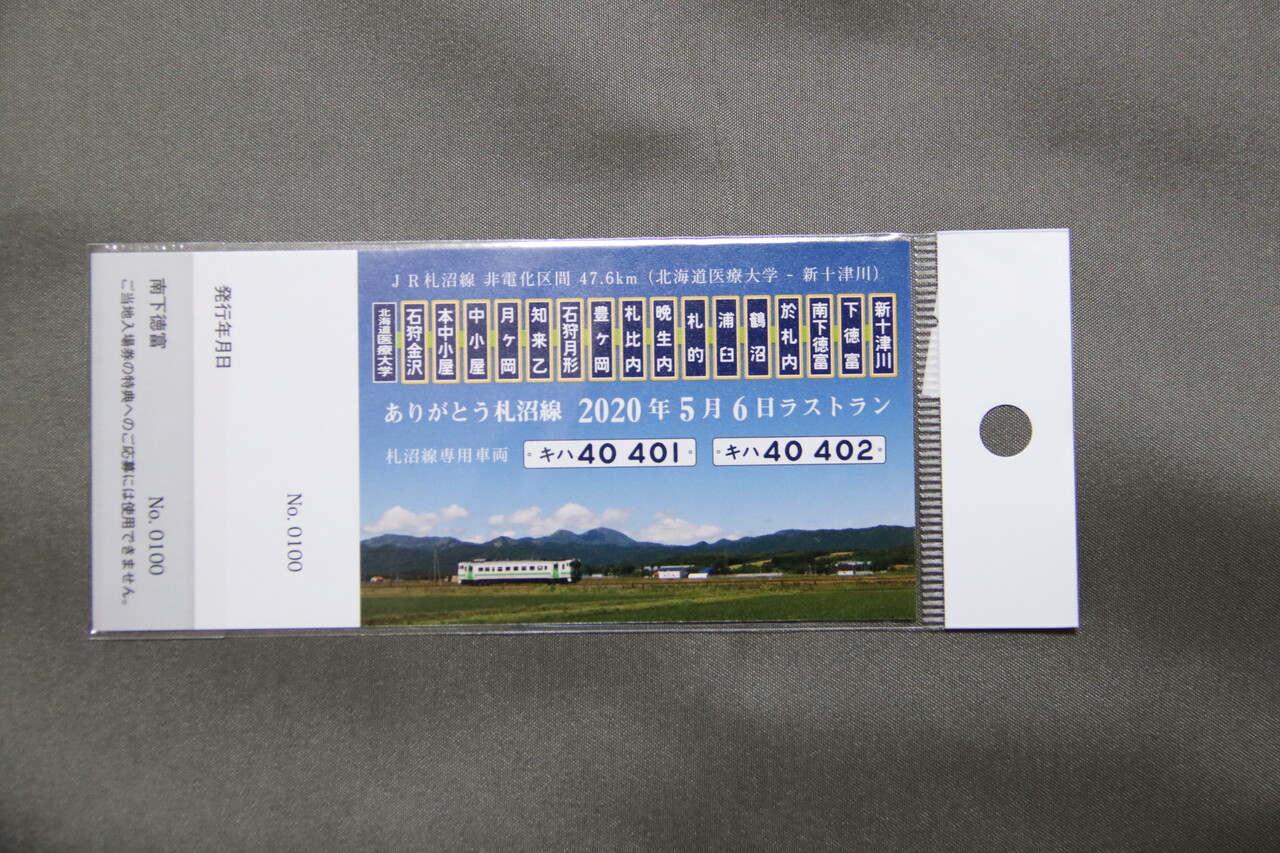 JR札沼線 非電化区間 47.6km (北海道医療大学 - 新十津川)
北海道医療大学
石狩金沢
本中小屋
中小屋
月ヶ岡
知来乙
石狩月形
豊ヶ岡
札比内
晩生内
札的
浦臼
鶴沼
於札内
南下徳富
下徳富
新十津川
ありがとう札沼線 2020年5月6日ラストラン
札沼線専用車両 キハ40 401 キハ40 402
発行年月日
No. 0100
南下徳富 No. 0100
ご当地入場券の特典へのご応募には使用できません。